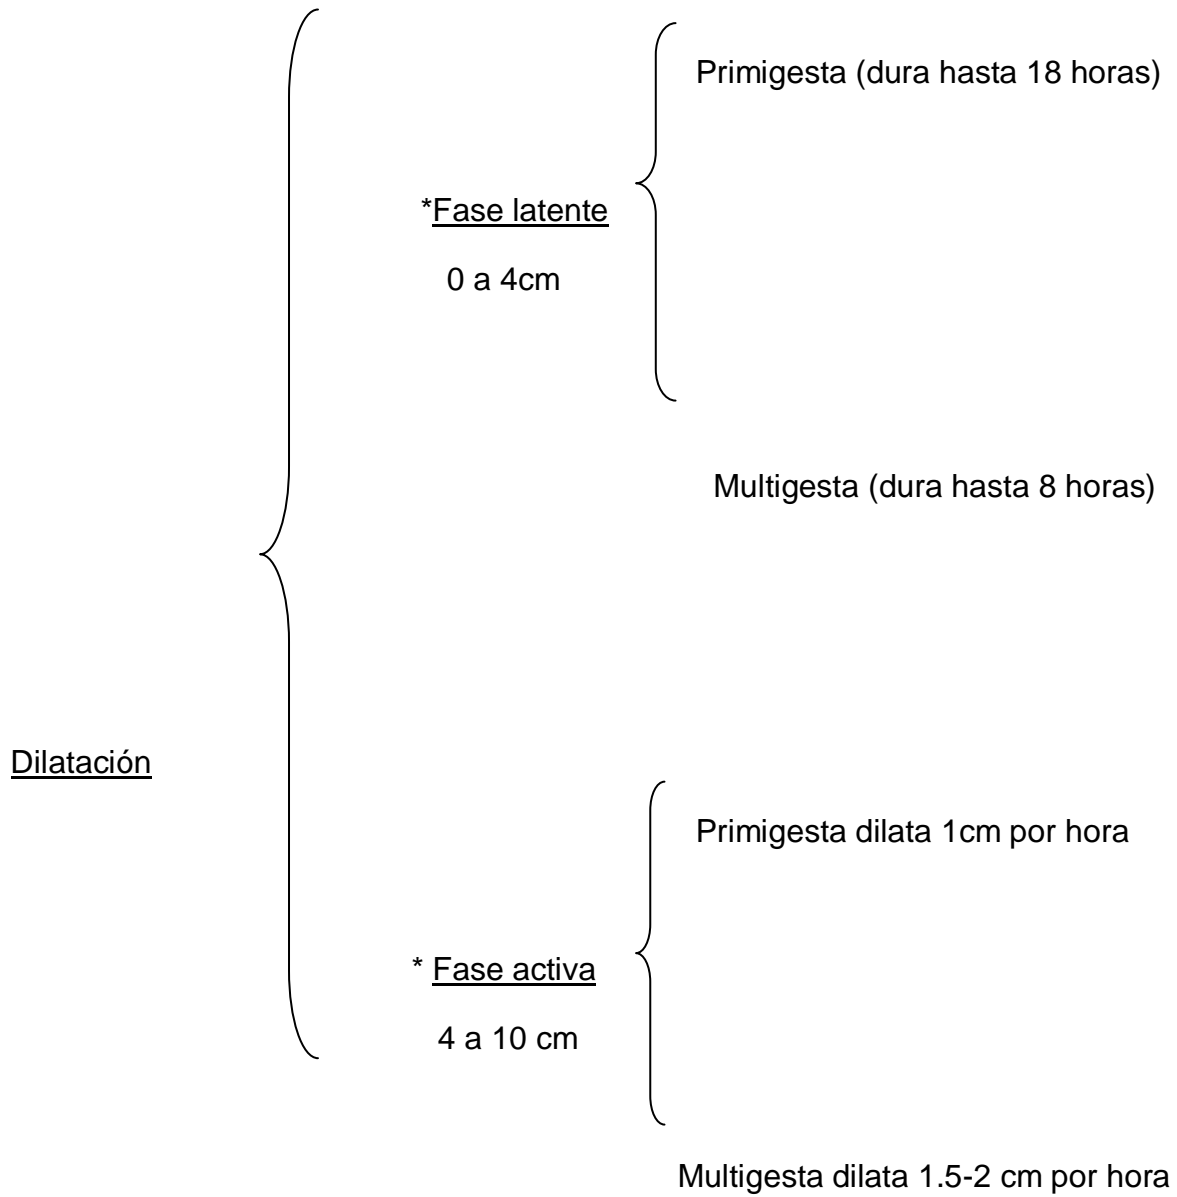 Primigesta (dura hasta 18 horas)
*Fase latente
0 a 4cm
Multigesta (dura hasta 8 horas)
Dilatación
Primigesta dilata 1cm por hora
* Fase activa
4 a 10 cm
Multigesta dilata 1.5-2 cm por hora